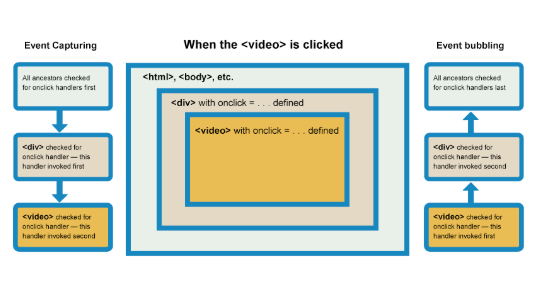 Event Capturing
All ancestors checked
for onclick handlers first
<div> checked for
onclick handler — this
handler invoked first
<video> checked for
onclick handler — this
handler invoked second
When the <video> is clicked
<html>, <body>, etc.
<div> with onclick = . . . defined
<video> with onclick = . . . defined
Event bubbling
All ancestors checked
for onclick handlers last
<div> checked for
onclick handler — this
handler invoked second
<video> checked for
onclick handler — this
handler invoked first